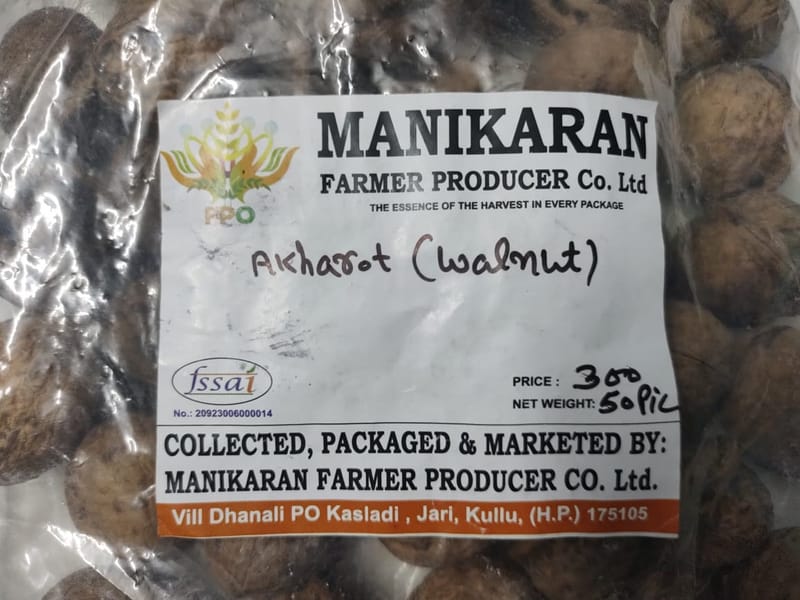 MANIKARAN
FARMER PRODUCER Co. Ltd
THE ESSENCE OF THE HARVEST IN EVERY PACKAGE
FPO
Akharot (Walnut)
fssai
No.: 20923006000014
PRICE : 300
NET WEIGHT: 50 Pic
COLLECTED, PACKAGED & MARKETED BY:
MANIKARAN FARMER PRODUCER CO. Ltd.
Vill Dhanali PO Kasladi , Jari, Kullu, (H.P.) 175105